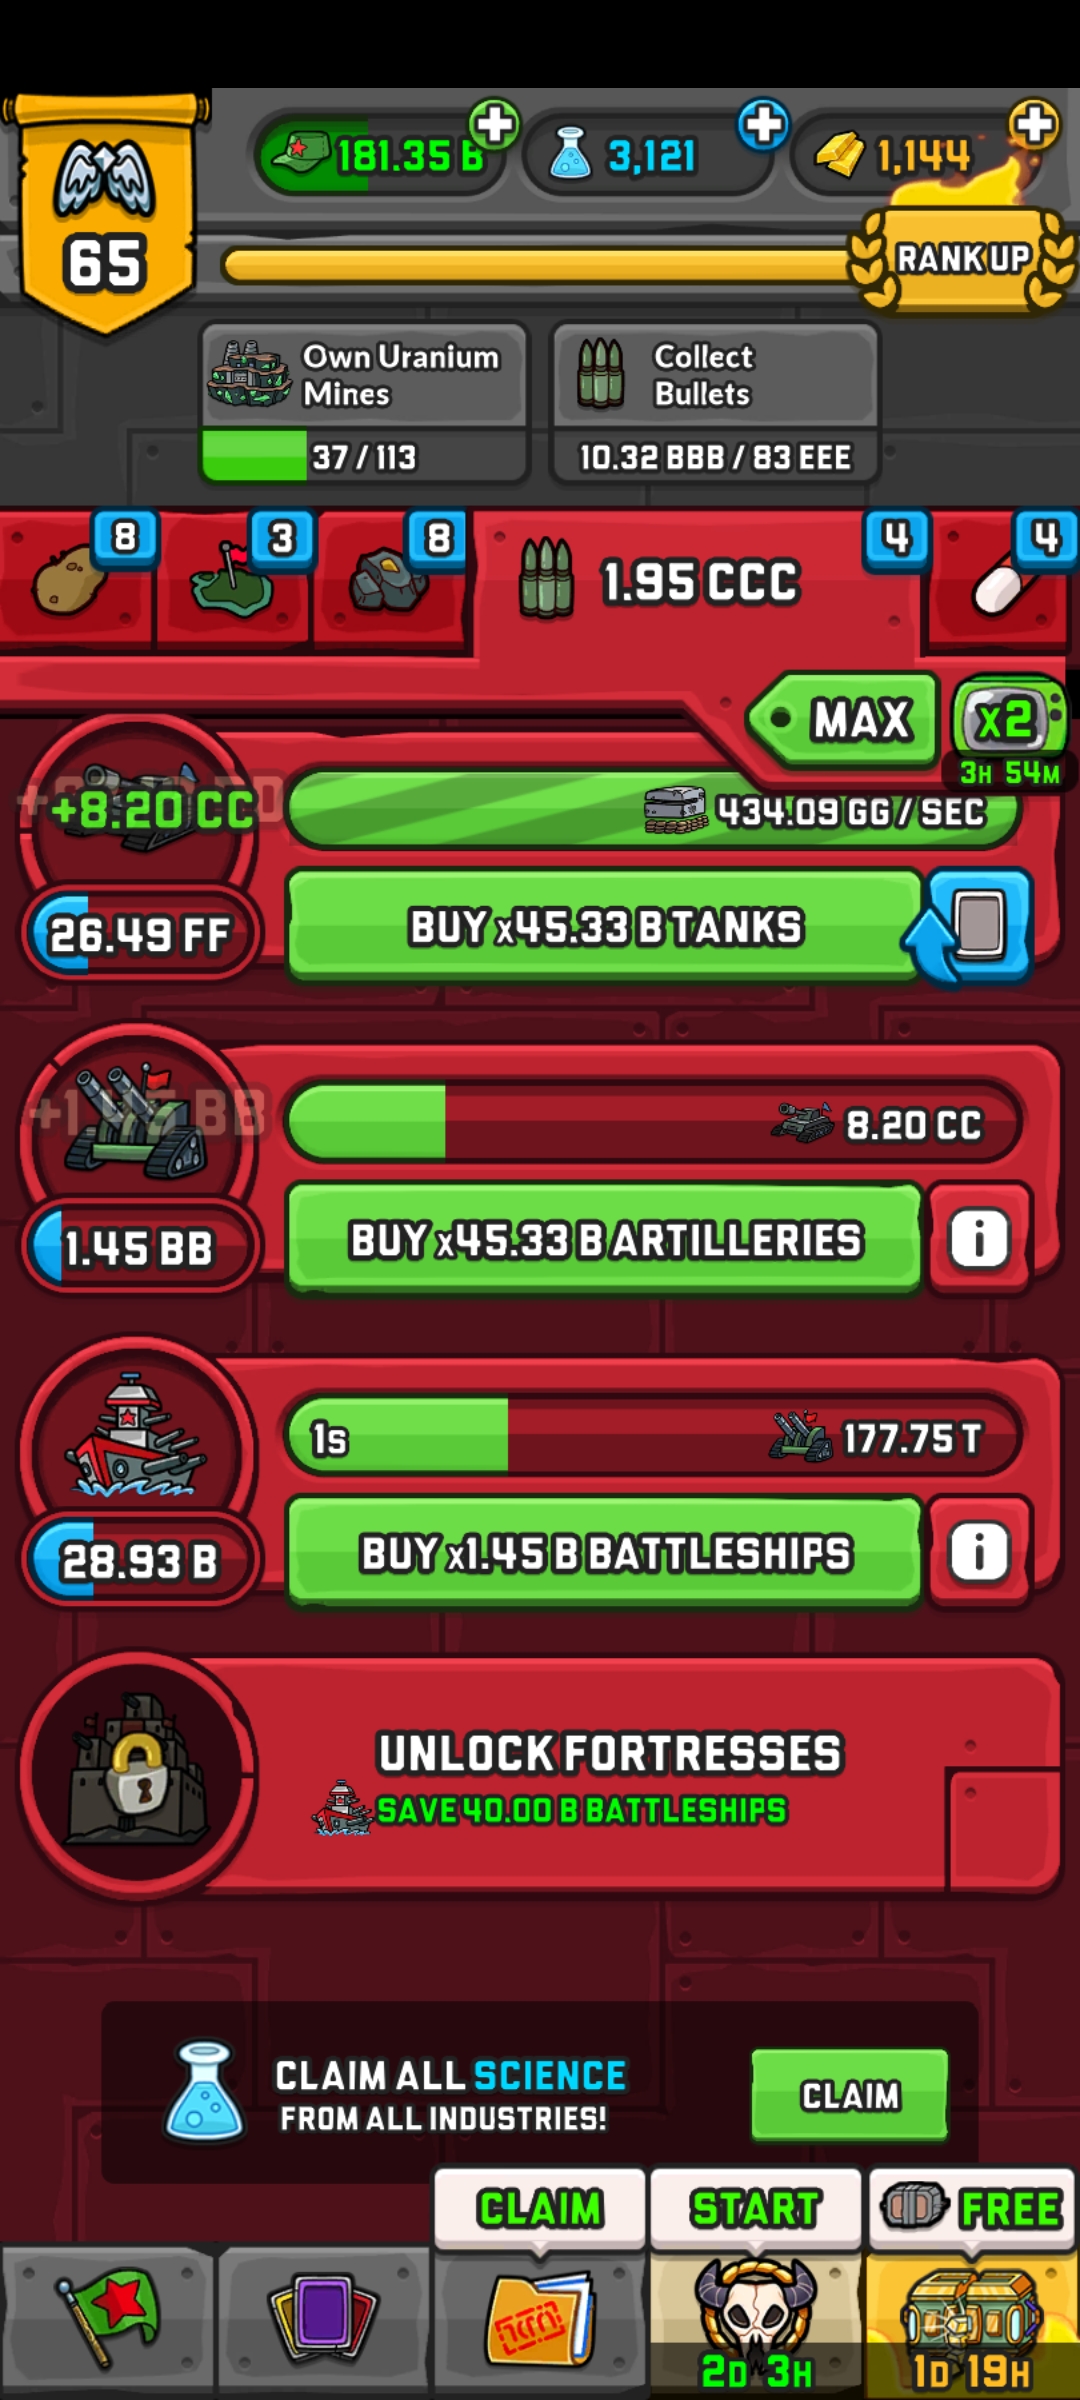 181.35 B
3,121
1,144
65
RANK UP
Own Uranium
Mines
37 / 113
Collect
Bullets
10.32 BBB / 83 EEE
8
3
8
1.95 CCC
4
4
MAX
x2
3H 54M
+8.20 CC
434.09 GG / SEC
26.49 FF
BUY x45.33 B TANKS
8.20 CC
1.45 BB
BUY x45.33 B ARTILLERIES
i
1s
177.75 T
28.93 B
BUY x1.45 B BATTLESHIPS
i
UNLOCK FORTRESSES
SAVE 40.00 B BATTLESHIPS
CLAIM ALL SCIENCE
FROM ALL INDUSTRIES!
CLAIM
CLAIM
START
FREE
2D 3H
1D 19H